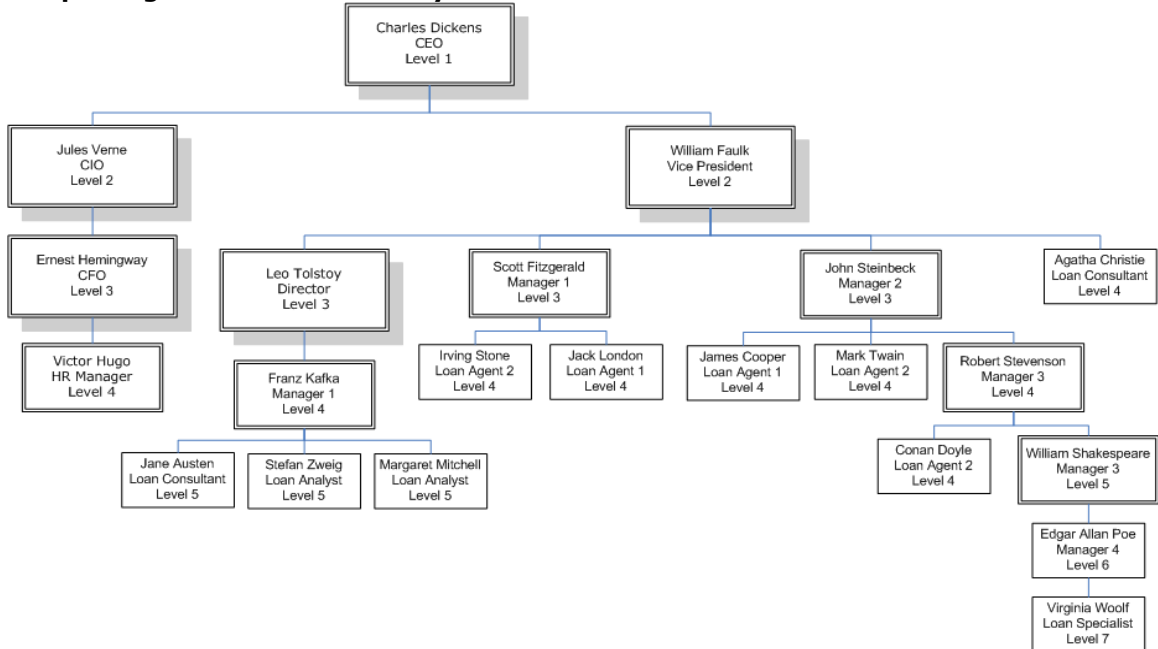 Charles Dickens
CEO
Level 1
Jules Verne
CIO
Level 2
William Faulk
Vice President
Level 2
Ernest Hemingway
CFO
Level 3
Leo Tolstoy
Director
Level 3
Scott Fitzgerald
Manager 1
Level 3
John Steinbeck
Manager 2
Level 3
Agatha Christie
Loan Consultant
Level 4
Victor Hugo
HR Manager
Level 4
Franz Kafka
Manager 1
Level 4
Irving Stone
Loan Agent 2
Level 4
Jack London
Loan Agent 1
Level 4
James Cooper
Loan Agent 1
Level 4
Mark Twain
Loan Agent 2
Level 4
Robert Stevenson
Manager 3
Level 4
Jane Austen
Loan Consultant
Level 5
Stefan Zweig
Loan Analyst
Level 5
Margaret Mitchell
Loan Analyst
Level 5
Conan Doyle
Loan Agent 2
Level 4
William Shakespeare
Manager 3
Level 5
Edgar Allan Poe
Manager 4
Level 6
Virginia Woolf
Loan Specialist
Level 7